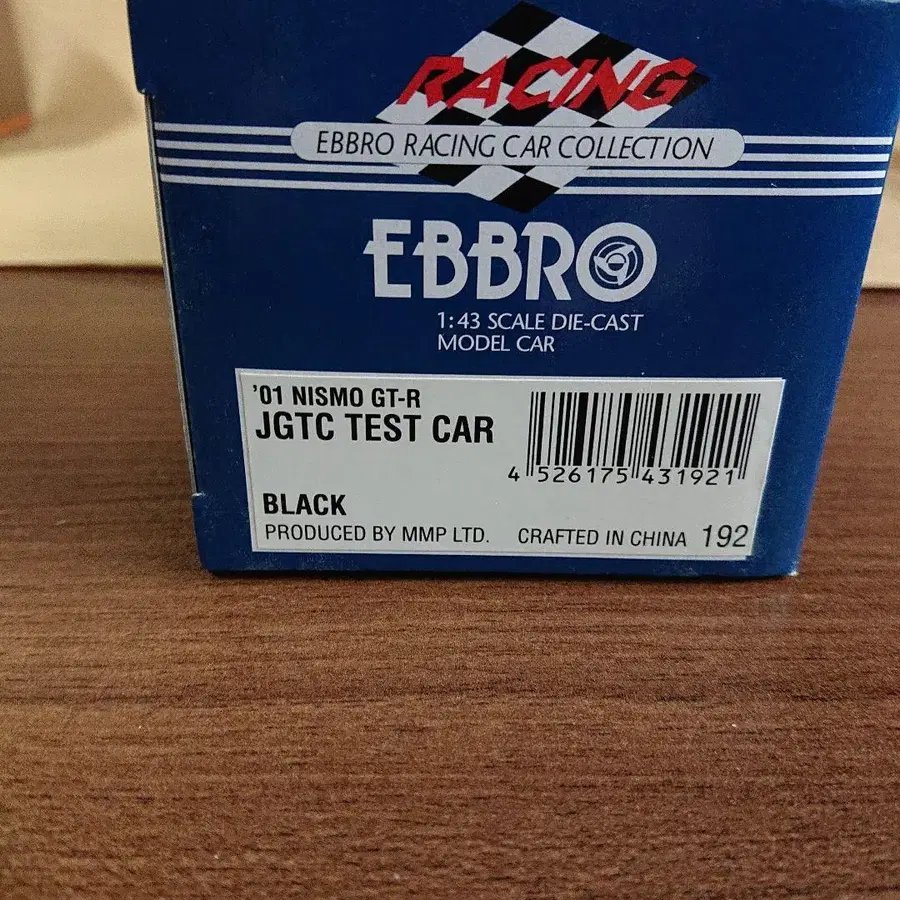 RACING
EBBRO RACING CAR COLLECTION
EBBRO
1:43 SCALE DIE-CAST
MODEL CAR
'01 NISMO GT-R
JGTC TEST CAR
4 526175 431921
BLACK
PRODUCED BY MMP LTD. CRAFTED IN CHINA 192